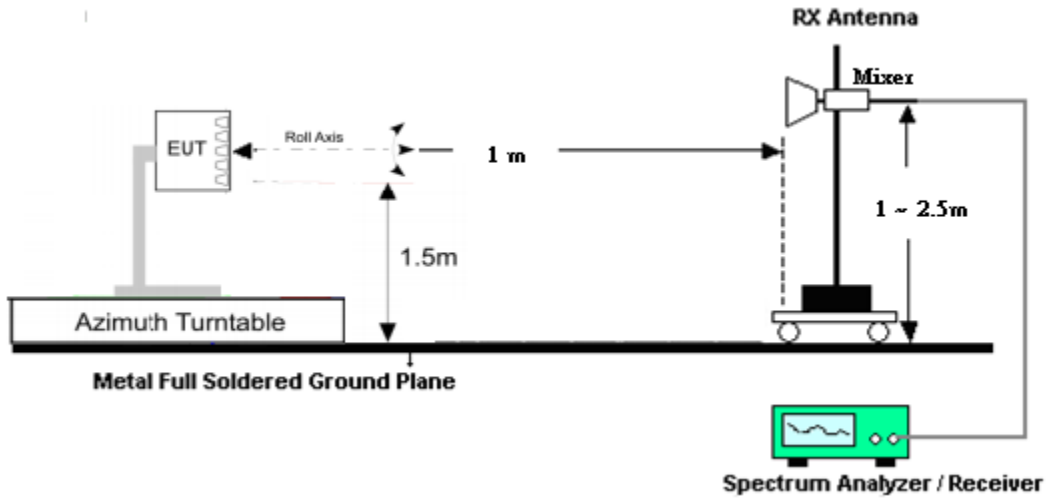 RX Antenna
Mixer
EUT
Roll Axis
1 m
1 ~ 2.5m
1.5m
Azimuth Turntable
Metal Full Soldered Ground Plane
Spectrum Analyzer / Receiver